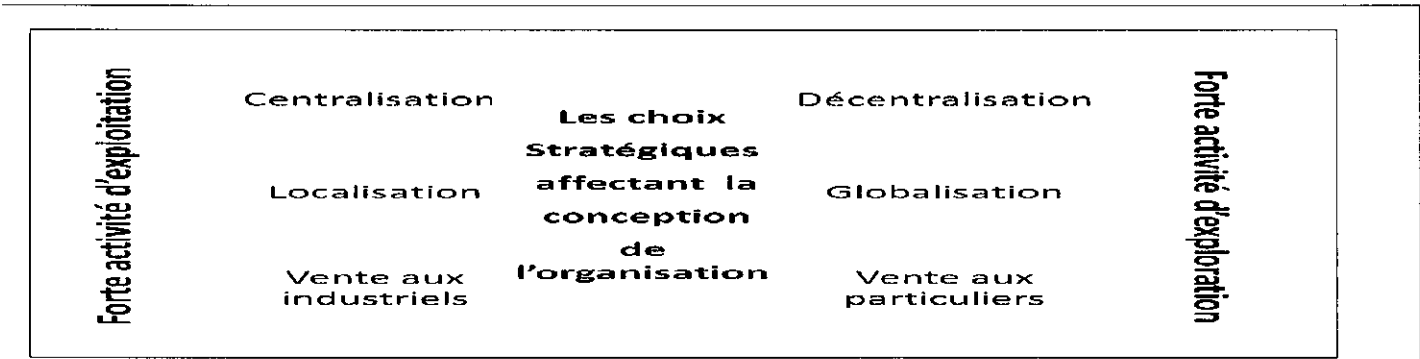 Forte activité d'exploitation
Centralisation
Localisation
Vente aux
industriels
Les choix
Stratégiques
affectant la
conception
de
l'organisation
Décentralisation
Globalisation
Vente aux
particuliers
Forte activité d'exploration